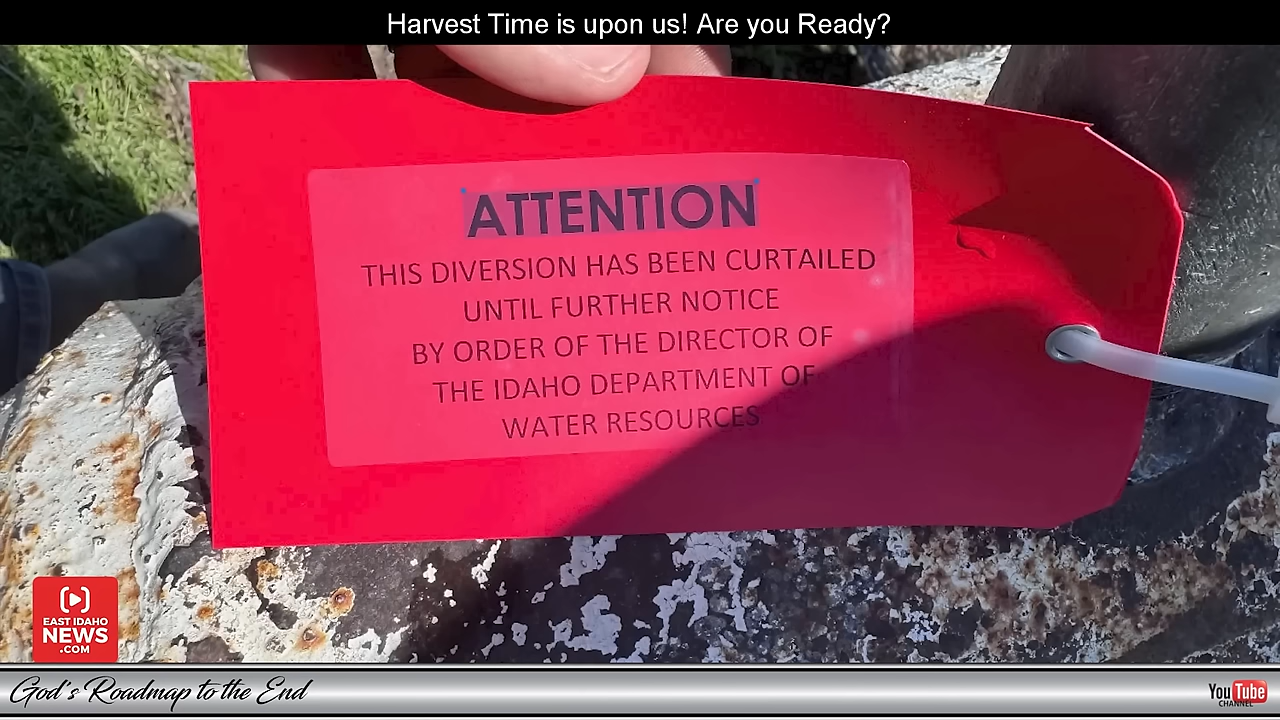 Harvest Time is upon us! Are you Ready?
ATTENTION
THIS DIVERSION HAS BEEN CURTAILED
UNTIL FURTHER NOTICE
BY ORDER OF THE DIRECTOR OF
THE IDAHO DEPARTMENT OF
WATER RESOURCES
EAST IDAHO
NEWS
.COM
God's Roadmap to the End
YouTube
CHANNEL